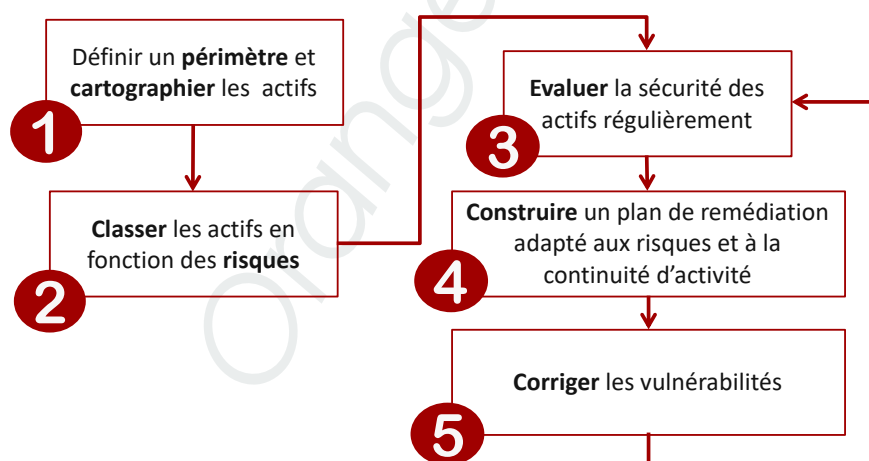 Définir un périmètre et
cartographier les actifs
1
Classer les actifs en
fonction des risques
2
Evaluer la sécurité des
actifs régulièrement
3
Construire un plan de remédiation
adapté aux risques et à la
continuité d'activité
4
Corriger les vulnérabilités
5
Orange